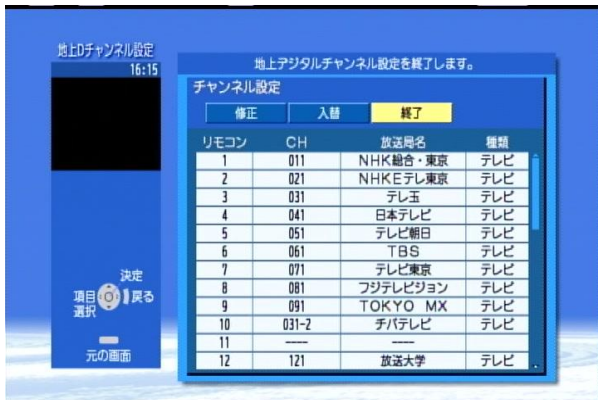 地上Dチャンネル設定
16:15
決定
項目選択
戻る
元の画面
地上デジタルチャンネル設定を終了します。
チャンネル設定
修正 入替 終了
リモコン CH 放送局名 種類
1 011 NHK総合・東京 テレビ
2 021 NHKEテレ東京 テレビ
3 031 テレ玉 テレビ
4 041 日本テレビ テレビ
5 051 テレビ朝日 テレビ
6 061 TBS テレビ
7 071 テレビ東京 テレビ
8 081 フジテレビジョン テレビ
9 091 TOKYO MX テレビ
10 031-2 チバテレビ テレビ
11 ---- ----
12 121 放送大学 テレビ